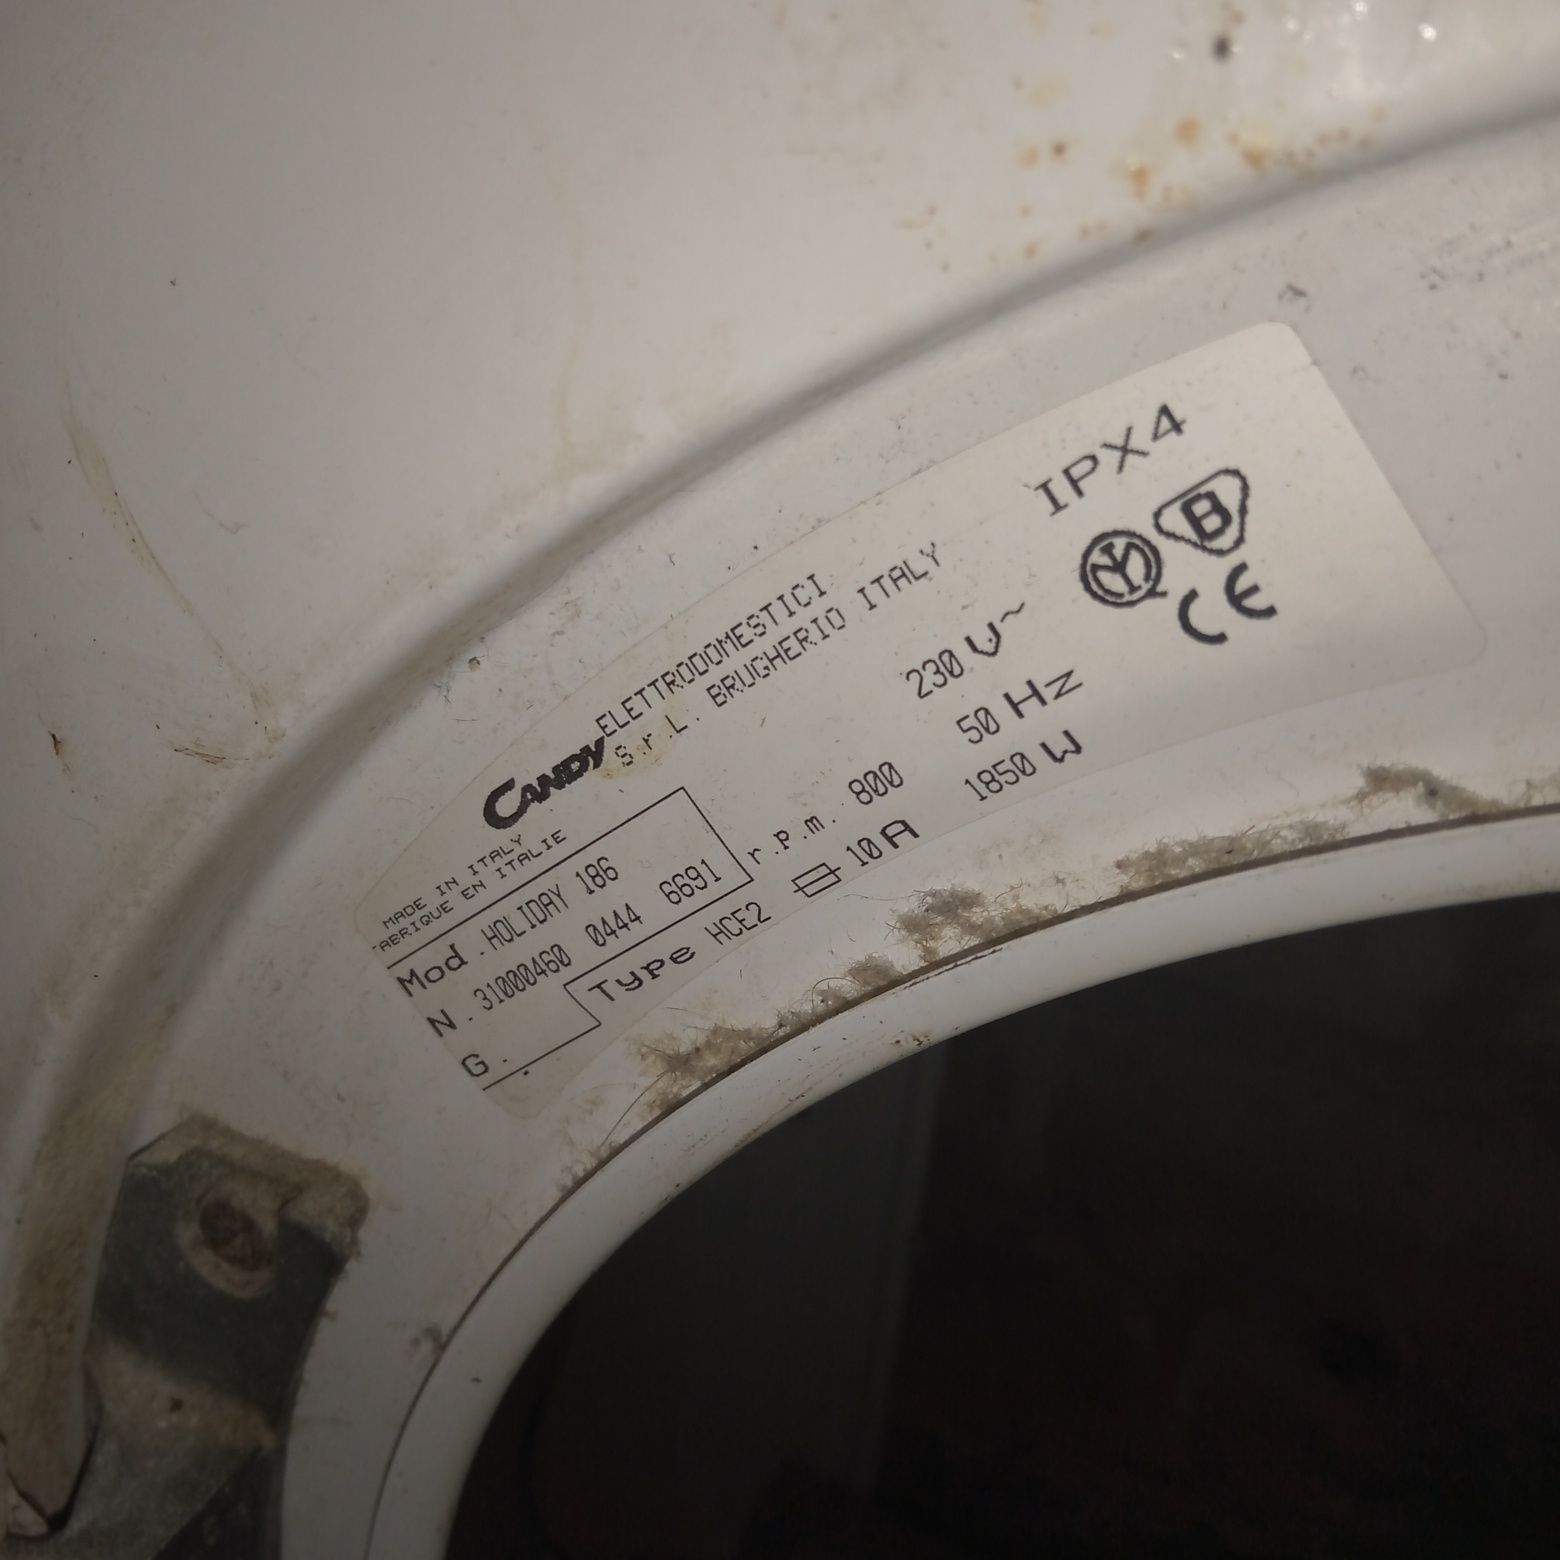 CANDY ELETTRODOMESTICI
S.r.L. BRUGHERIO ITALY
IPX4
MADE IN ITALY
FABRIQUE EN ITALIE
230 V~
B
CE
Mod. HOLIDAY 186
50 Hz
N. 31000460 0444 6691
r.p.m. 800
1850 W
G. .
Type HCE2
10 A